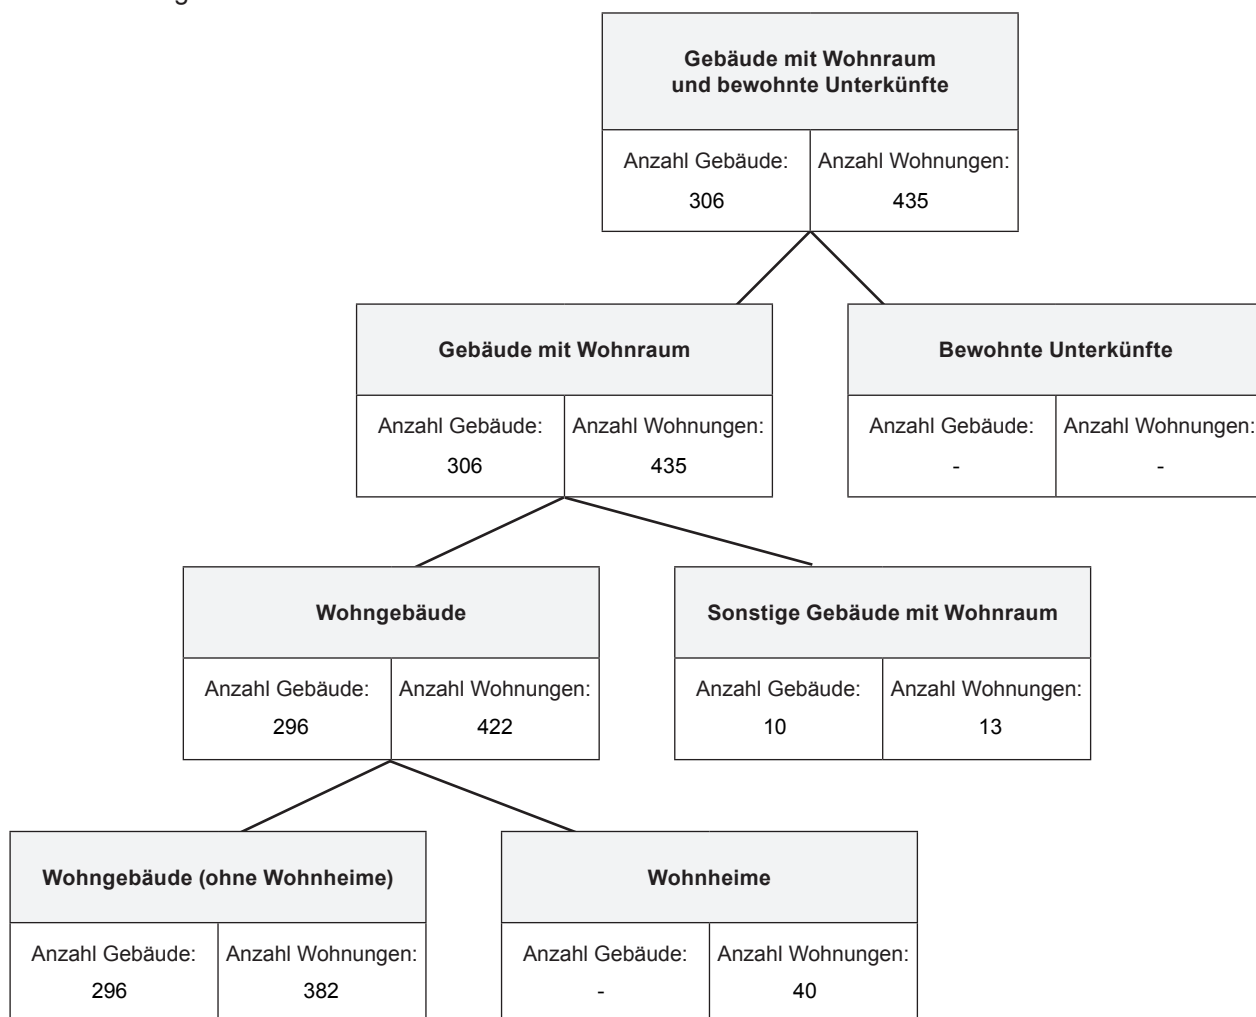 Gebäude mit Wohnraum
und bewohnte Unterkünfte
Anzahl Gebäude: Anzahl Wohnungen:
306 435
Gebäude mit Wohnraum
Anzahl Gebäude: Anzahl Wohnungen:
306 435
Bewohnte Unterkünfte
Anzahl Gebäude: Anzahl Wohnungen:
- -
Wohngebäude
Anzahl Gebäude: Anzahl Wohnungen:
296 422
Sonstige Gebäude mit Wohnraum
Anzahl Gebäude: Anzahl Wohnungen:
10 13
Wohngebäude (ohne Wohnheime)
Anzahl Gebäude: Anzahl Wohnungen:
296 382
Wohnheime
Anzahl Gebäude: Anzahl Wohnungen:
- 40